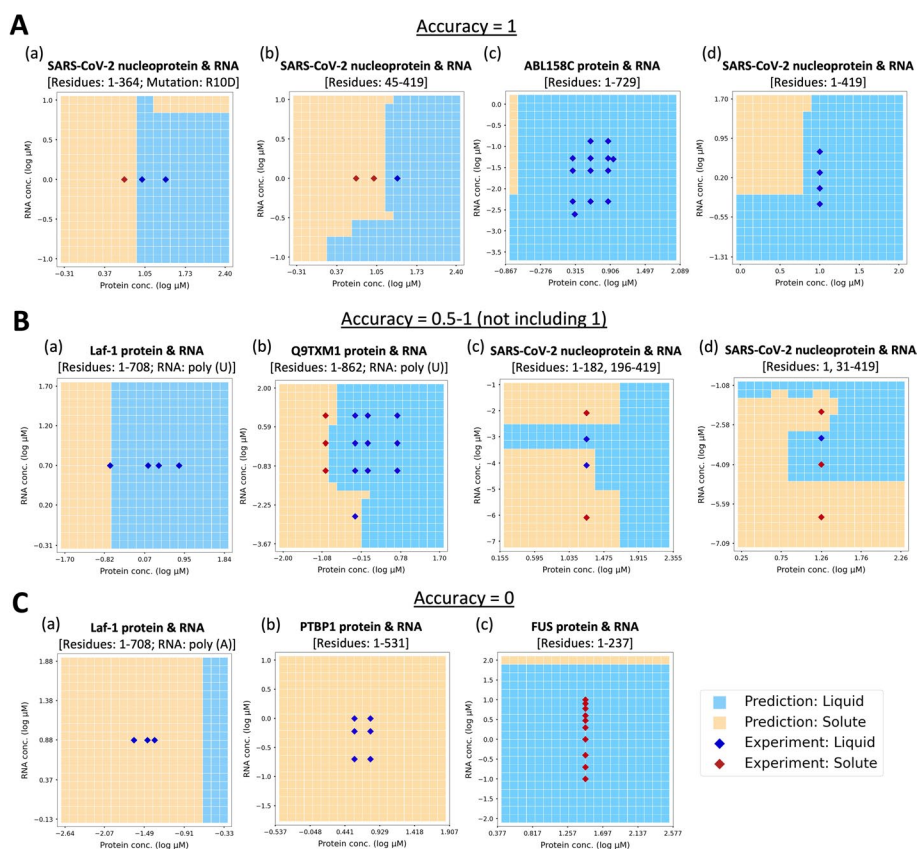 A
Accuracy = 1
(a)
SARS-CoV-2 nucleoprotein & RNA
[Residues: 1-364; Mutation: R10D]
RNA conc. (log μM)
1.0
0.5
0.0
−0.5
−1.0
−0.31 0.37 1.05 1.73 2.40
Protein conc. (log μM)
(b)
SARS-CoV-2 nucleoprotein & RNA
[Residues: 45-419]
RNA conc. (log μM)
1.0
0.5
0.0
−0.5
−1.0
−0.31 0.37 1.05 1.73 2.40
Protein conc. (log μM)
(c)
ABL158C protein & RNA
[Residues: 1-729]
RNA conc. (log μM)
0.0
−0.5
−1.0
−1.5
−2.0
−2.5
−3.0
−3.5
−0.867 −0.276 0.315 0.906 1.497 2.089
Protein conc. (log μM)
(d)
SARS-CoV-2 nucleoprotein & RNA
[Residues: 1-419]
RNA conc. (log μM)
1.70
0.95
0.20
−0.55
−1.31
0.0 0.5 1.0 1.5 2.0
Protein conc. (log μM)
B
Accuracy = 0.5-1 (not including 1)
(a)
Laf-1 protein & RNA
[Residues: 1-708; RNA: poly (U)]
RNA conc. (log μM)
1.70
1.20
0.70
0.20
−0.31
−1.70 −0.82 0.07 0.96 1.84
Protein conc. (log μM)
(b)
Q9TXM1 protein & RNA
[Residues: 1-862; RNA: poly (U)]
RNA conc. (log μM)
2.00
0.59
−0.83
−2.25
−3.67
−2.00 −1.08 −0.15 0.78 1.70
Protein conc. (log μM)
(c)
SARS-CoV-2 nucleoprotein & RNA
[Residues: 1-182, 196-419]
RNA conc. (log μM)
−1
−2
−3
−4
−5
−6
−7
0.155 0.595 1.035 1.475 1.915 2.355
Protein conc. (log μM)
(d)
SARS-CoV-2 nucleoprotein & RNA
[Residues: 1, 31-419]
RNA conc. (log μM)
−1.08
−2.58
−4.09
−5.59
−7.09
0.25 0.75 1.26 1.76 2.26
Protein conc. (log μM)
C
Accuracy = 0
(a)
Laf-1 protein & RNA
[Residues: 1-708; RNA: poly (A)]
RNA conc. (log μM)
1.88
1.38
0.88
0.37
−0.13
−2.64 −2.06 −1.49 −0.91 −0.33
Protein conc. (log μM)
(b)
PTBP1 protein & RNA
[Residues: 1-531]
RNA conc. (log μM)
1.0
0.5
0.0
−0.5
−1.0
−1.5
−0.537 −0.048 0.441 0.929 1.418 1.907
Protein conc. (log μM)
(c)
FUS protein & RNA
[Residues: 1-237]
RNA conc. (log μM)
2.0
1.5
1.0
0.5
0.0
−0.5
−1.0
−1.5
−2.0
0.377 0.817 1.257 1.697 2.137 2.577
Protein conc. (log μM)
Prediction: Liquid
Prediction: Solute
Experiment: Liquid
Experiment: Solute